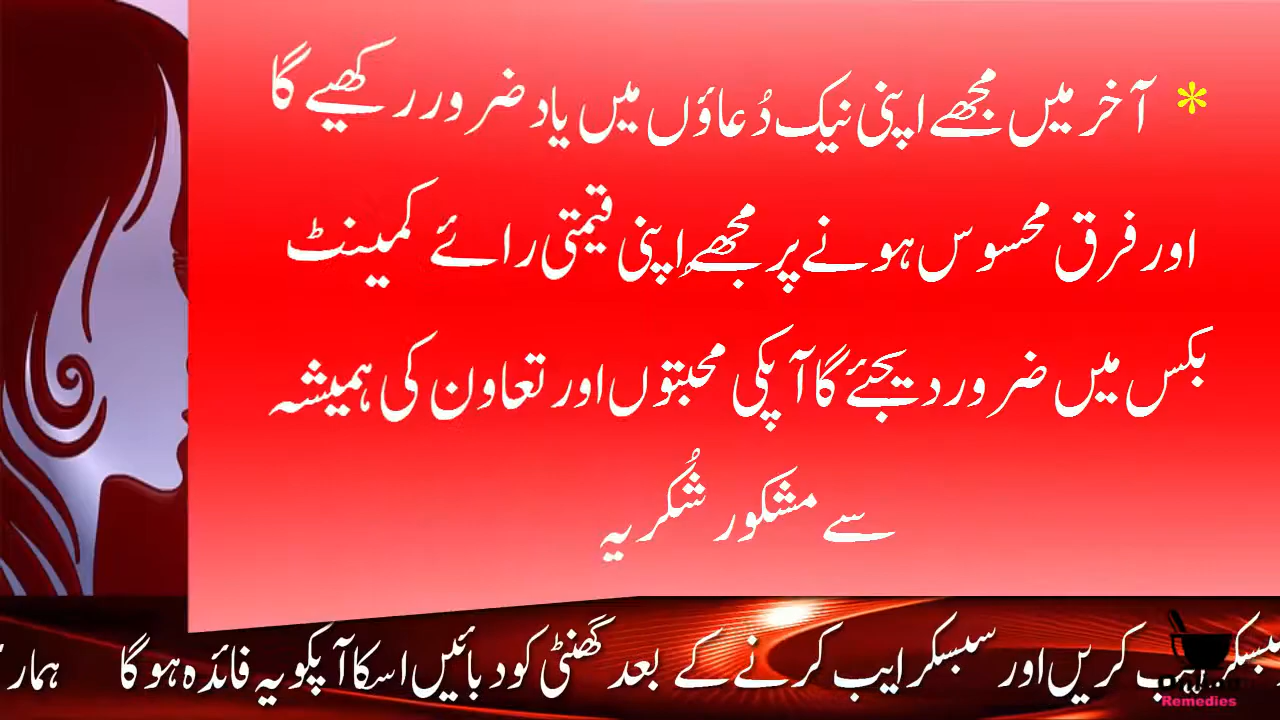 * آخر میں مجھے اپنی نیک دُعاؤں میں یاد ضرور رکھیے گا
اور فرق محسوس ہونے پر مجھے اپنی قیمتی رائے کمینٹ
بکس میں ضرور دیجئے گا آپکی محبتوں اور تعاون کی ہمیشہ
سے مشکور شُکریہ
سبسکرایب کریں اور سبسکرایب کرنے کے بعد گھنٹی کو دبائیں اسکا آپکو یہ فائدہ ہو گا
Remedies